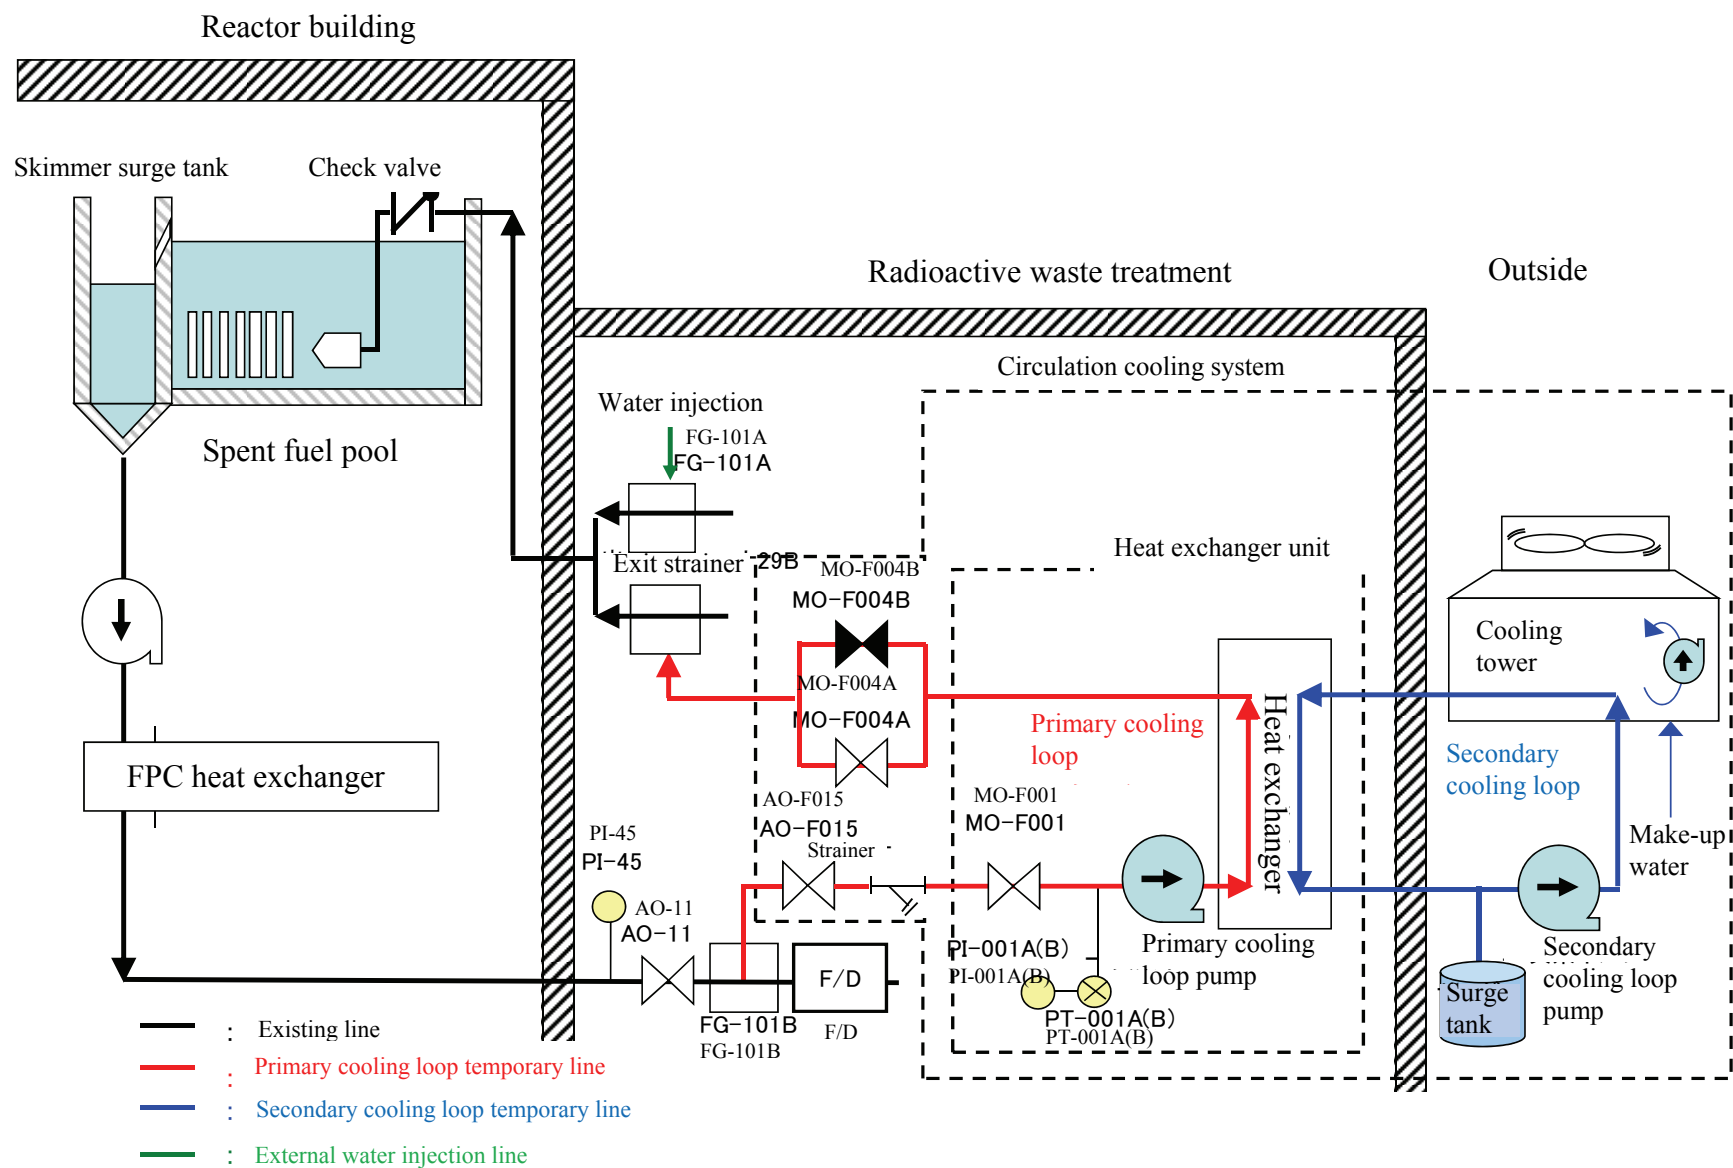 Reactor building
Skimmer surge tank
Check valve
Spent fuel pool
Radioactive waste treatment
Outside
Circulation cooling system
Water injection
FG-101A
FG-101A
Exit strainer
-29B
MO-F004B
MO-F004B
MO-F004A
MO-F004A
Heat exchanger unit
Primary cooling
loop
Heat exchanger
Cooling
tower
Secondary
cooling loop
Make-up
water
FPC heat exchanger
PI-45
PI-45
AO-11
AO-11
AO-F015
AO-F015
Strainer
MO-F001
MO-F001
PI-001A(B)
PI-001A(B)
PT-001A(B)
PT-001A(B)
Primary cooling
loop pump
Secondary
cooling loop
pump
Surge
tank
F/D
F/D
FG-101B
FG-101B
: Existing line
: Primary cooling loop temporary line
: Secondary cooling loop temporary line
: External water injection line